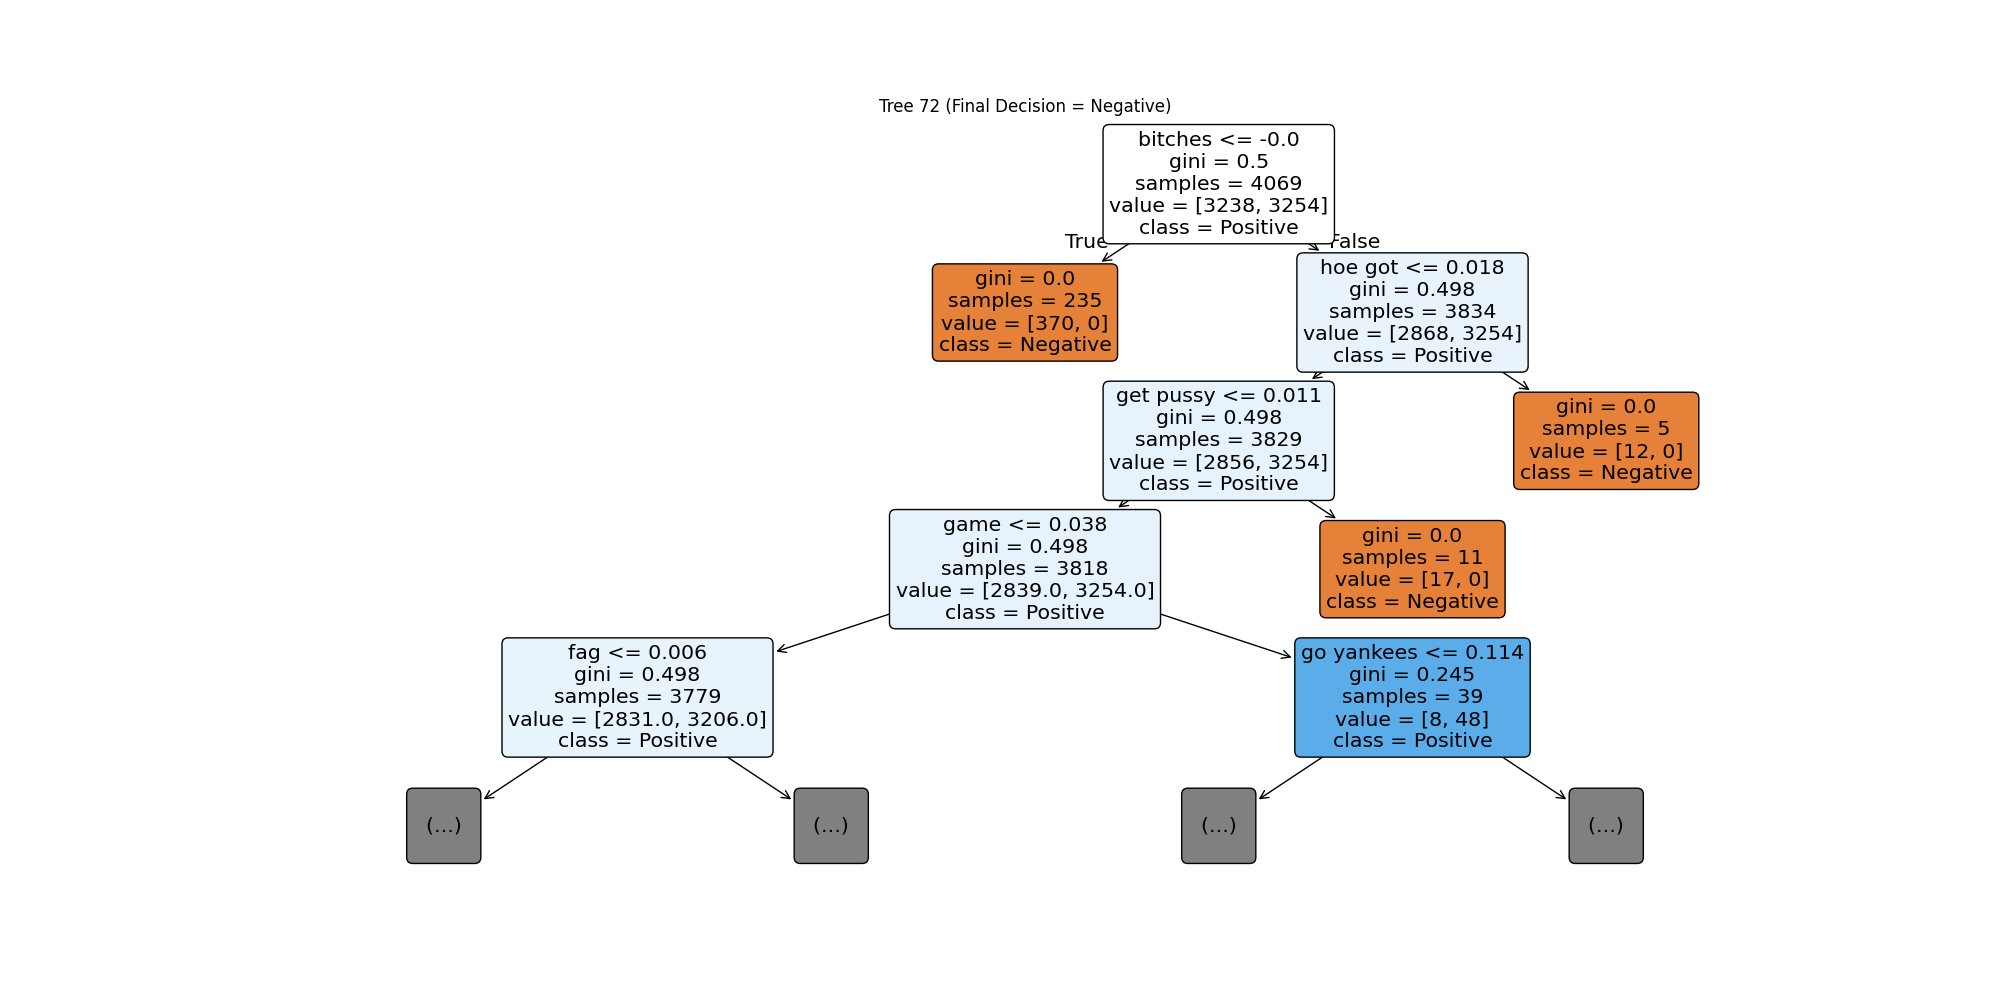 Tree 72 (Final Decision = Negative)
bitches <= -0.0
gini = 0.5
samples = 4069
value = [3238, 3254]
class = Positive
True
False
gini = 0.0
samples = 235
value = [370, 0]
class = Negative
hoe got <= 0.018
gini = 0.498
samples = 3834
value = [2868, 3254]
class = Positive
get pussy <= 0.011
gini = 0.498
samples = 3829
value = [2856, 3254]
class = Positive
gini = 0.0
samples = 5
value = [12, 0]
class = Negative
game <= 0.038
gini = 0.498
samples = 3818
value = [2839.0, 3254.0]
class = Positive
gini = 0.0
samples = 11
value = [17, 0]
class = Negative
fag <= 0.006
gini = 0.498
samples = 3779
value = [2831.0, 3206.0]
class = Positive
go yankees <= 0.114
gini = 0.245
samples = 39
value = [8, 48]
class = Positive
(...)
(...)
(...)
(...)